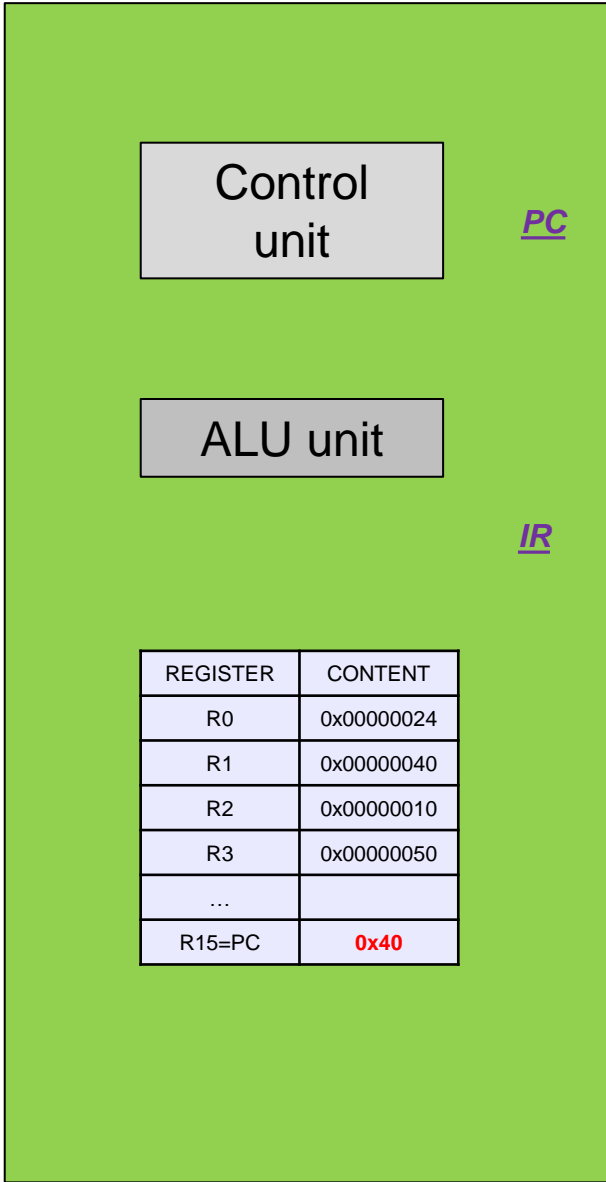 Control
unit
PC
ALU unit
IR
REGISTER CONTENT
R0 0x00000024
R1 0x00000040
R2 0x00000010
R3 0x00000050
…
R15=PC 0x40